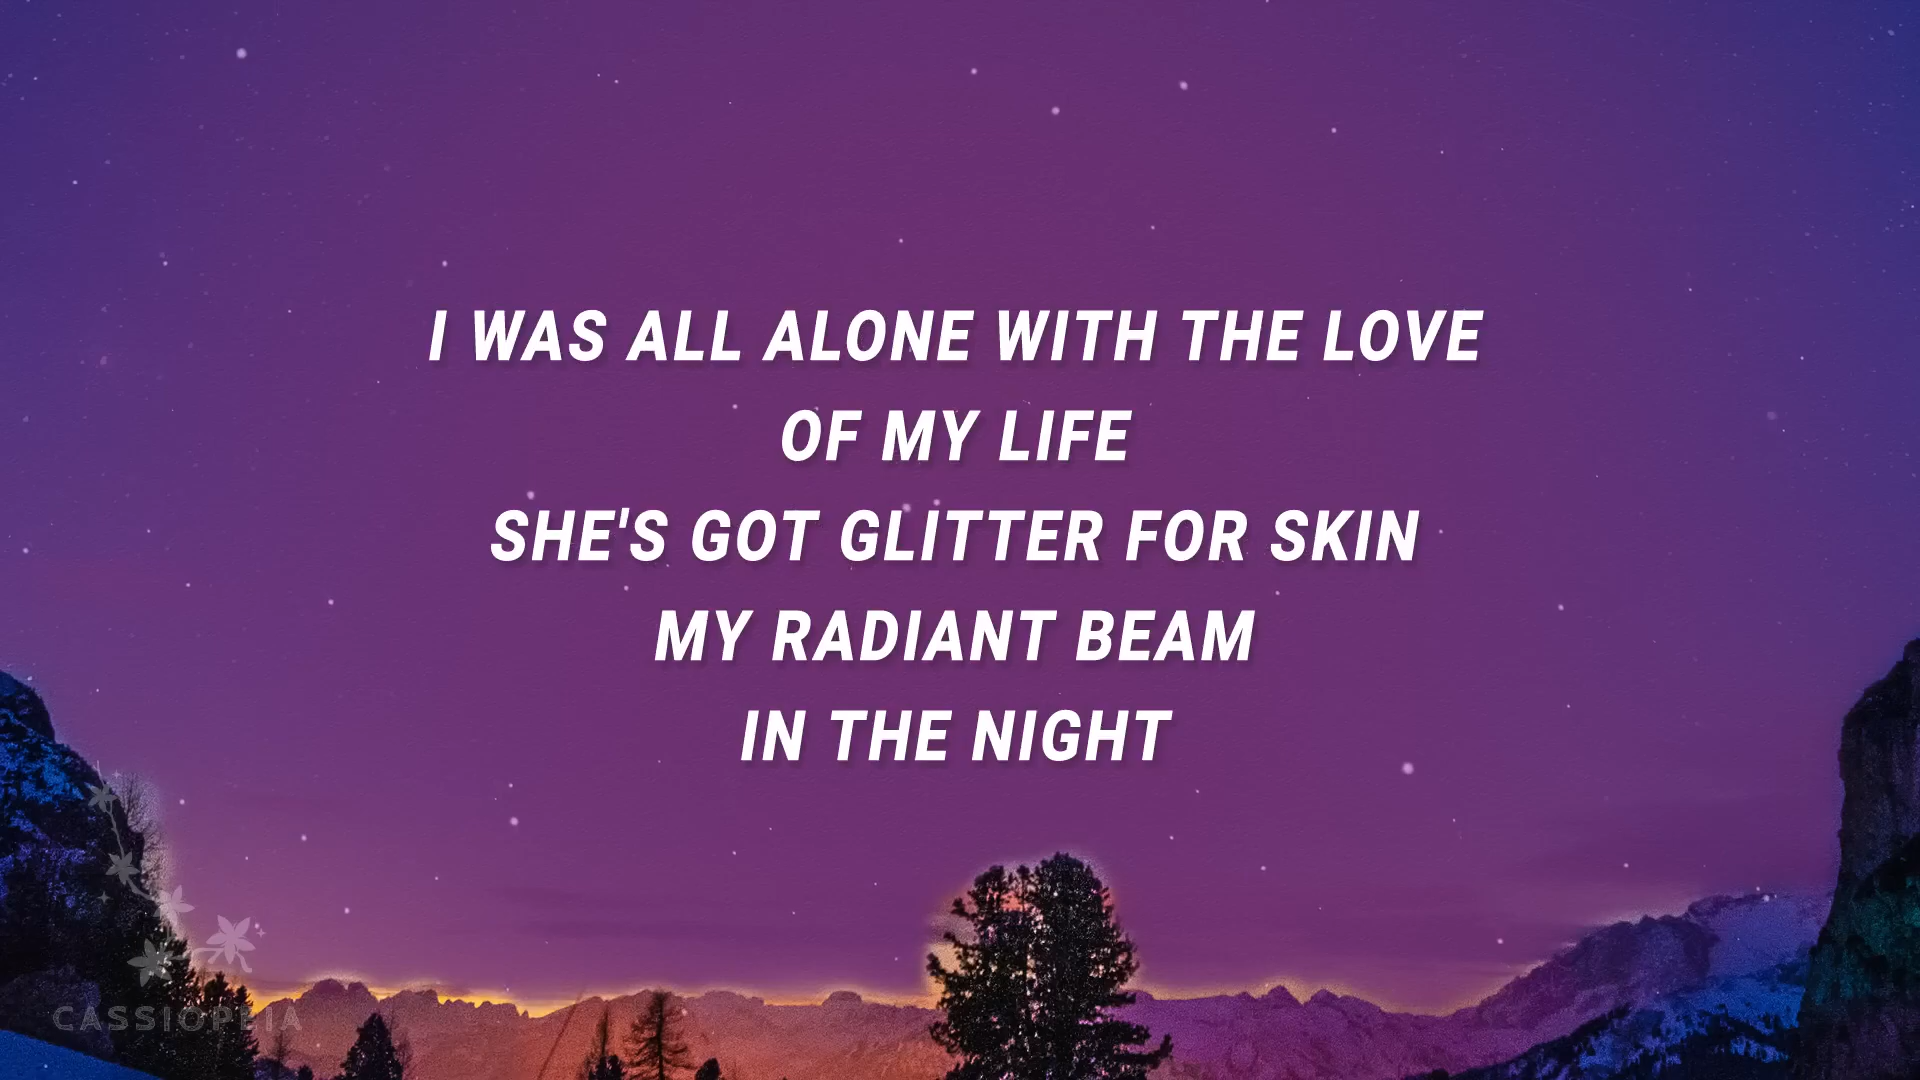 I WAS ALL ALONE WITH THE LOVE
OF MY LIFE
SHE'S GOT GLITTER FOR SKIN
MY RADIANT BEAM
IN THE NIGHT
CASSIOPEIA